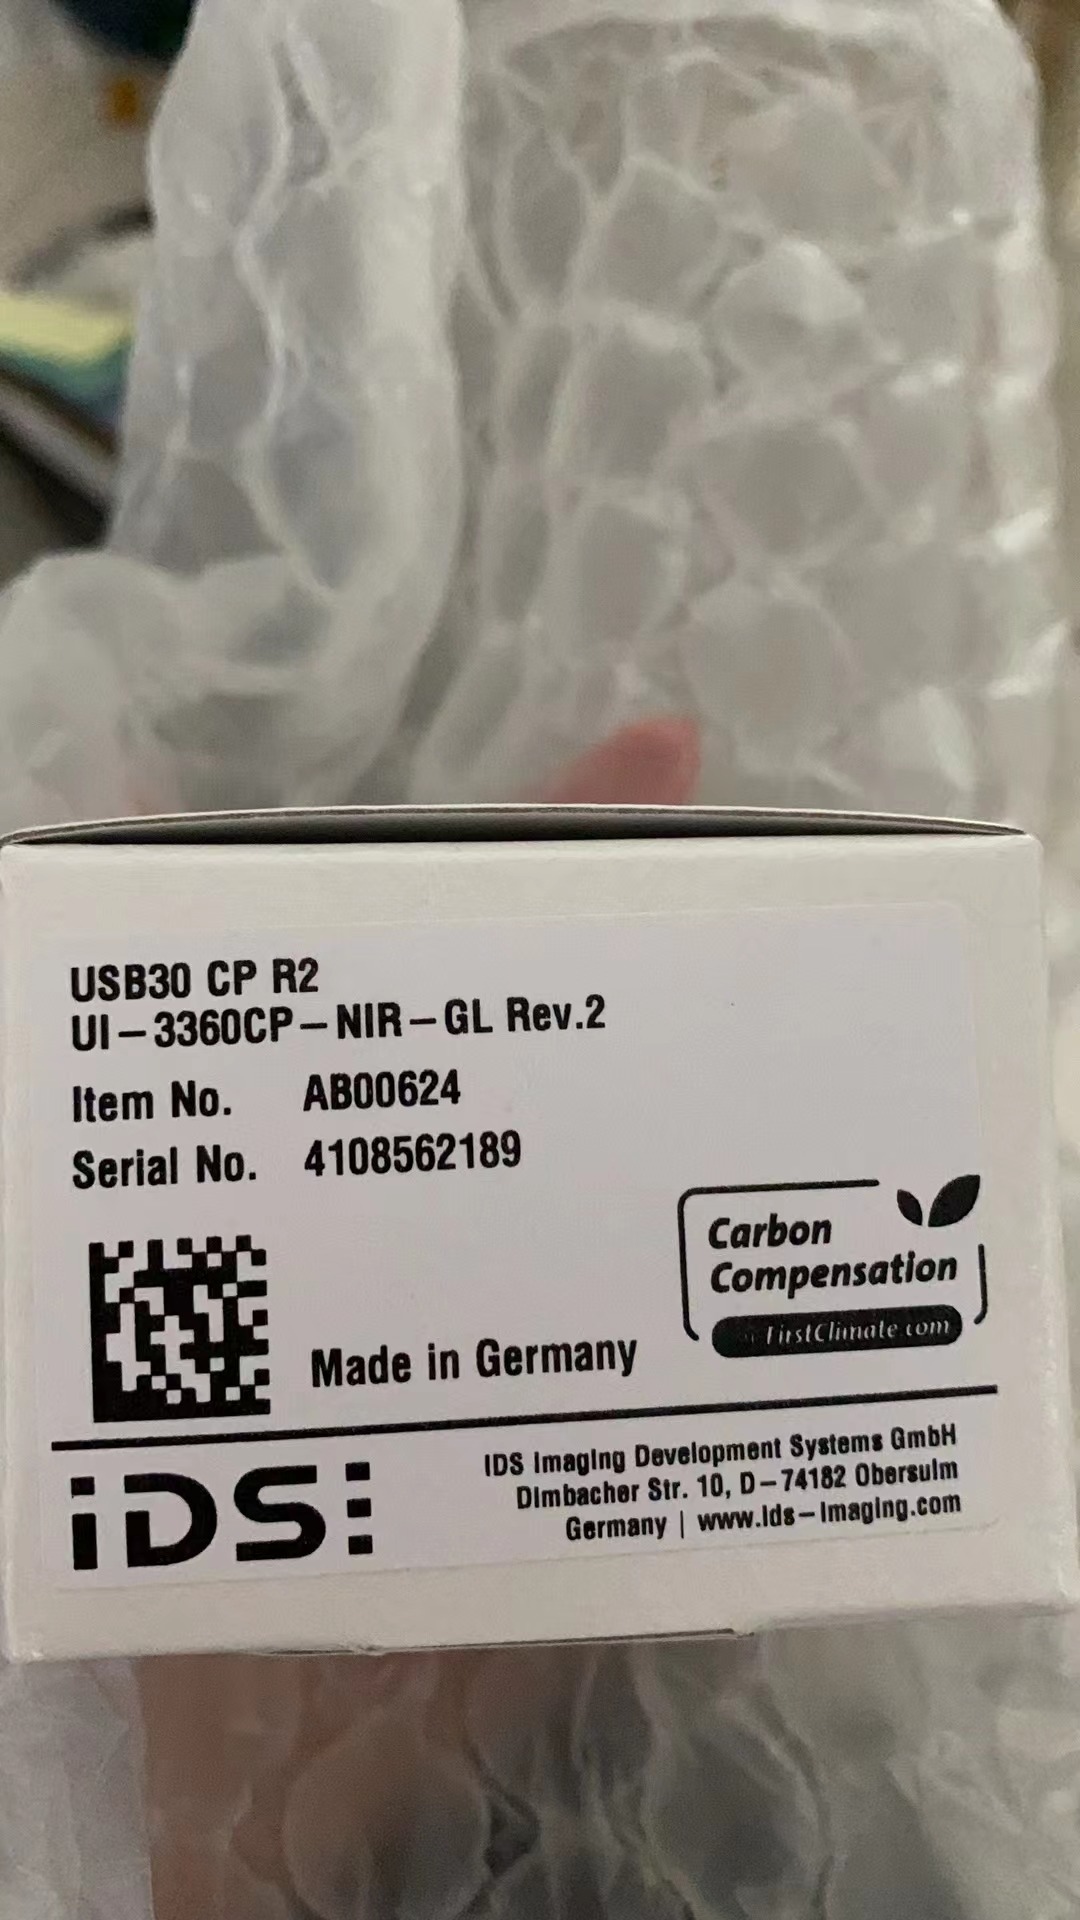 USB30 CP R2
UI-3360CP-NIR-GL Rev.2
Item No. AB00624
Serial No. 4108562189
Carbon
Compensation
FirstClimate.com
Made in Germany
iDS
IDS Imaging Development Systems GmbH
Dimbacher Str. 10, D-74182 Obersulm
Germany | www.ids-imaging.com